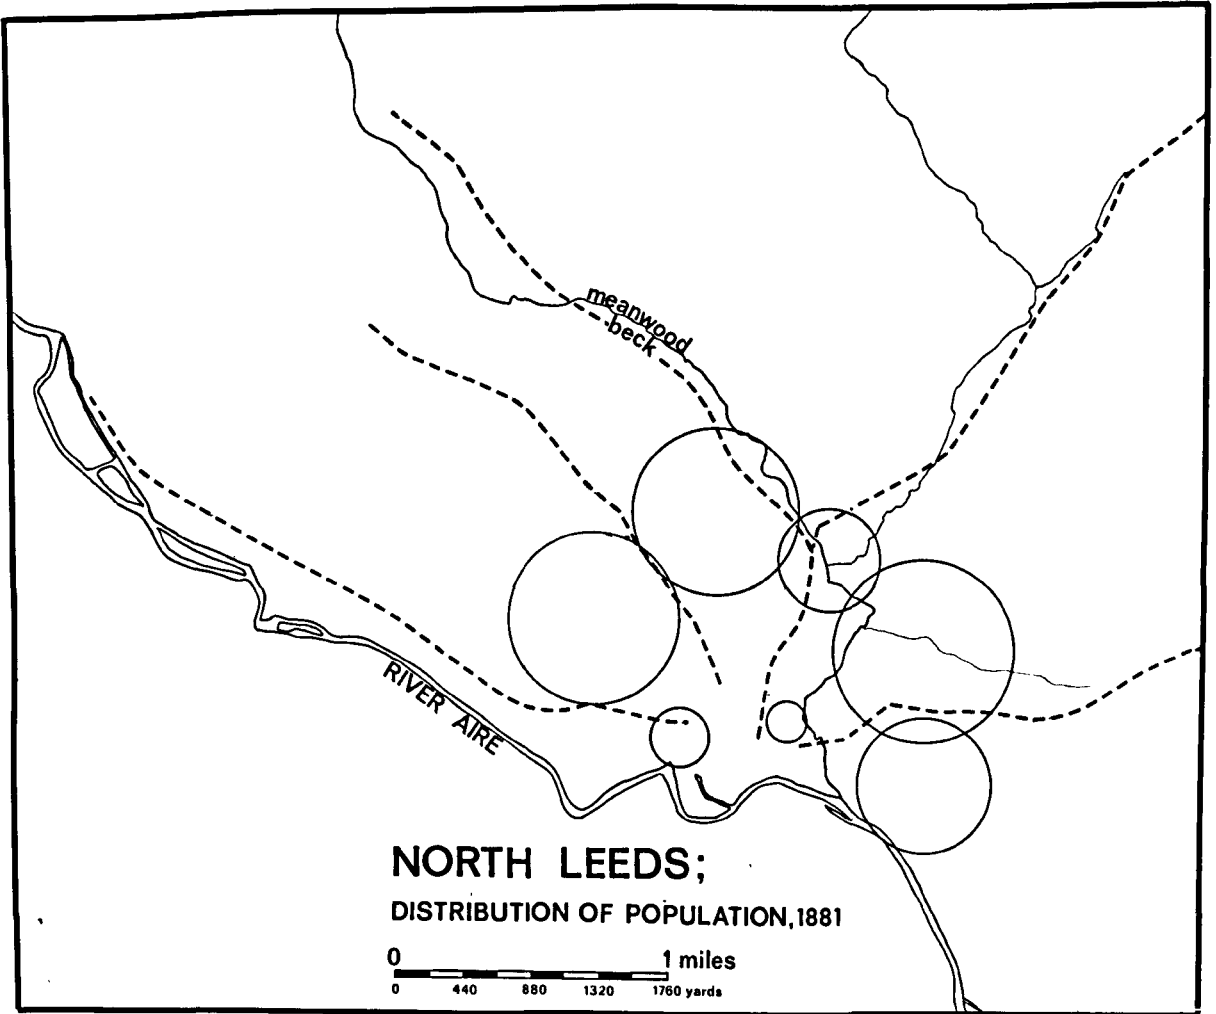 meanwood
beck
RIVER AIRE
NORTH LEEDS;
DISTRIBUTION OF POPULATION, 1881
0 1 miles
0 440 880 1320 1760 yards